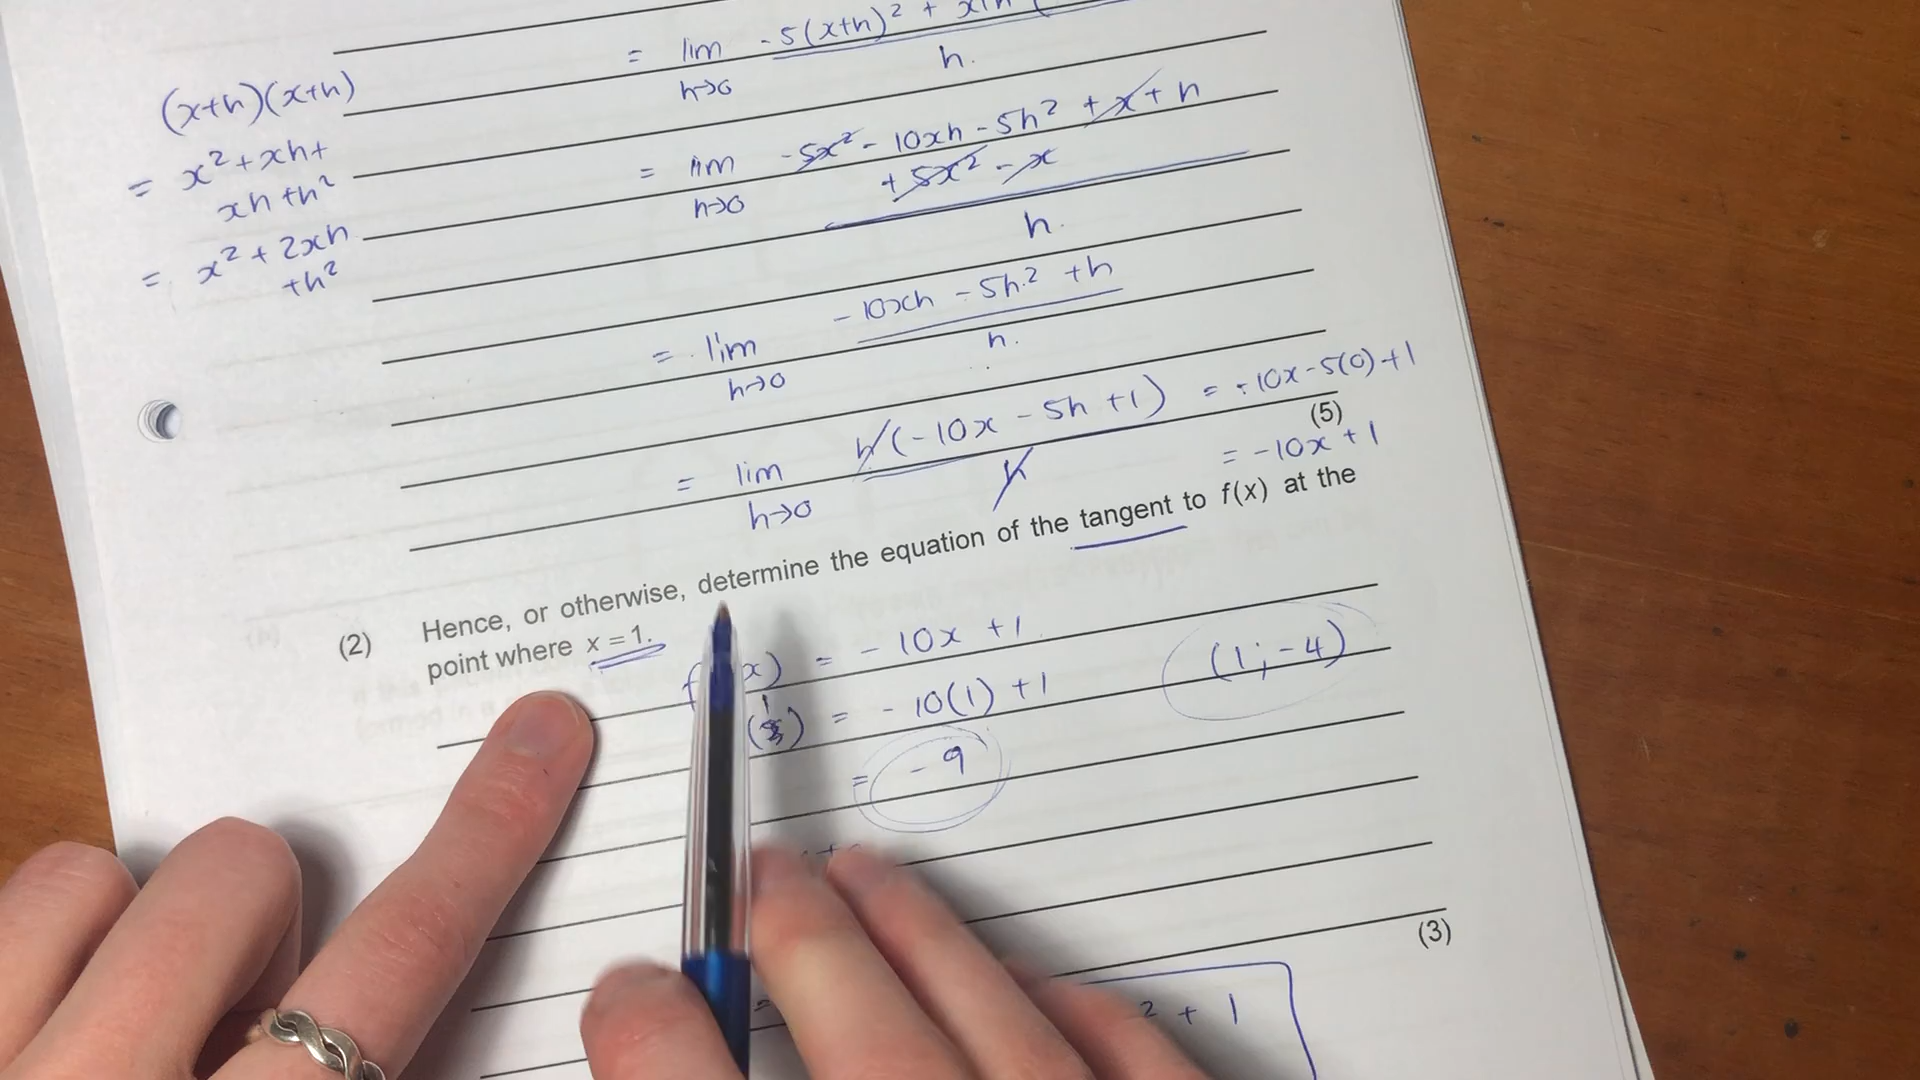 = lim -5(x+h)² + x+h (
h→0 h.
(x+h)(x+h)
= x² + xh +
xh + h²
= x² + 2xh
+ h²
= lim -5x² - 10xh - 5h² + x + h
h→0 + 5x² - x
h.
= lim -10xh - 5h² + h
h→0 h.
= lim h(-10x - 5h + 1) = -10x - 5(0) + 1
h→0 h
(5)
= -10x + 1
(2) Hence, or otherwise, determine the equation of the tangent to f(x) at the
point where x = 1.
x) = -10x + 1
(1) = -10(1) + 1
= -9
(1; -4)
(3)
=
² + 1